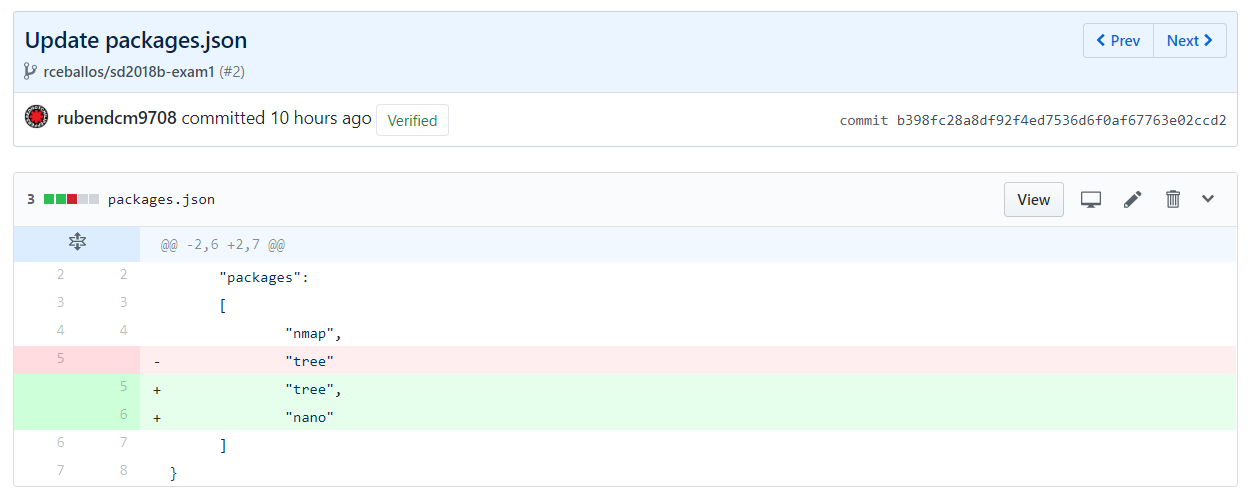 Update packages.json
Prev Next
rceballos/sd2018b-exam1 (#2)
rubendcm9708 committed 10 hours ago Verified commit b398fc28a8df92f4ed7536d6f0af67763e02ccd2
3 packages.json View
@@ -2,6 +2,7 @@
2 2 "packages":
3 3 [
4 4 "nmap",
5 - "tree"
5 + "tree",
6 + "nano"
6 7 ]
7 8 }